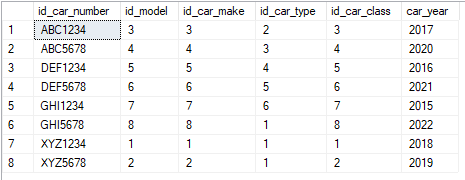 id_car_number id_model id_car_make id_car_type id_car_class car_year
1 ABC1234 3 3 2 3 2017
2 ABC5678 4 4 3 4 2020
3 DEF1234 5 5 4 5 2016
4 DEF5678 6 6 5 6 2021
5 GHI1234 7 7 6 7 2015
6 GHI5678 8 8 1 8 2022
7 XYZ1234 1 1 1 1 2018
8 XYZ5678 2 2 1 2 2019